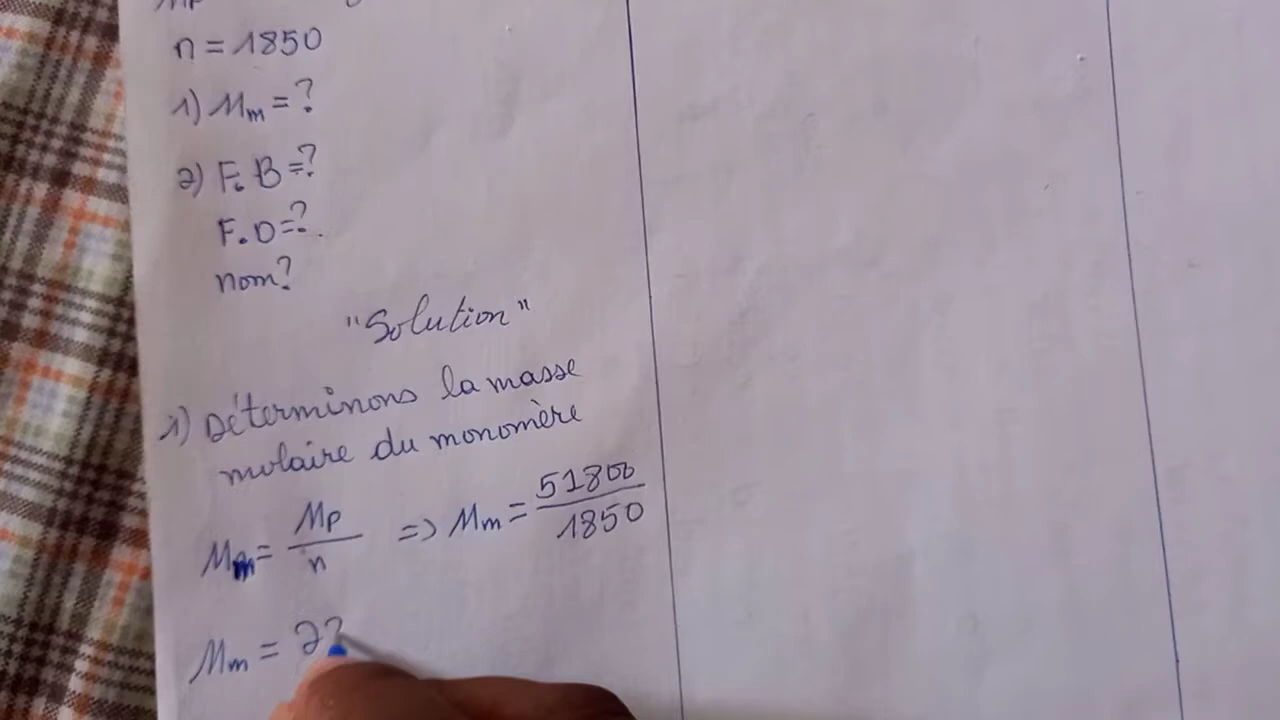 n = 1850
1) Mm = ?
2) F.B=?
F.D=?.
nom?
"Solution"
1) Déterminons la masse
molaire du monomère
Mm = Mp/n => Mm = 51800/1850
Mm = 2